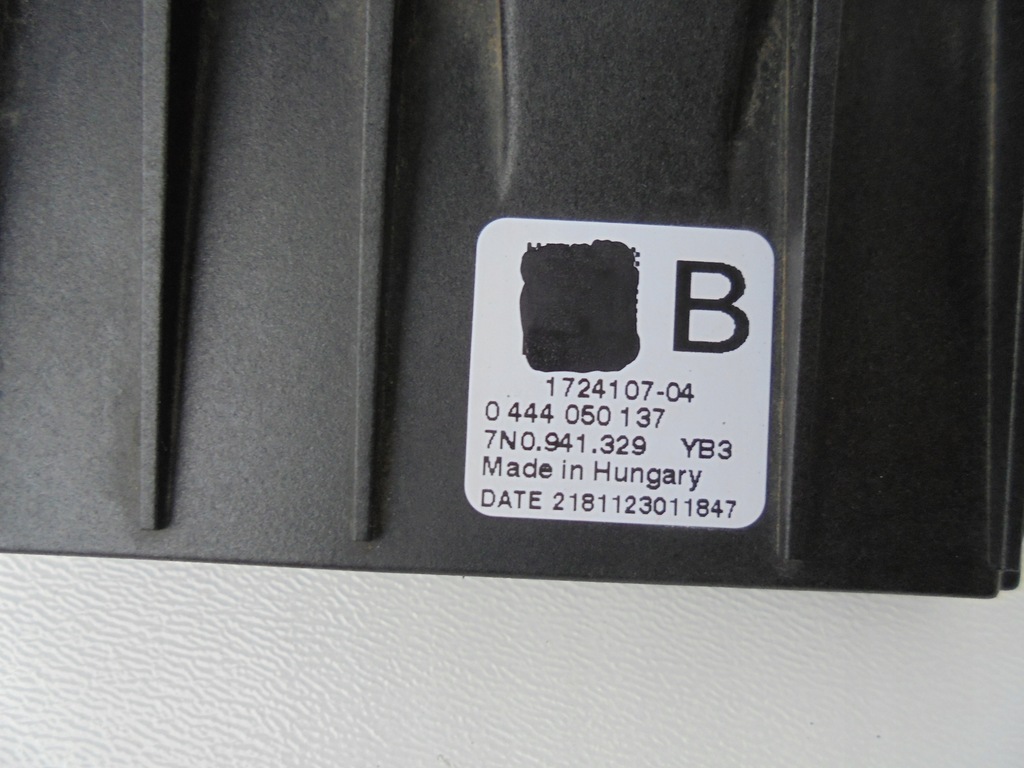 B
1724107-04
0 444 050 137
7N0.941.329 YB3
Made in Hungary
DATE 2181123011847